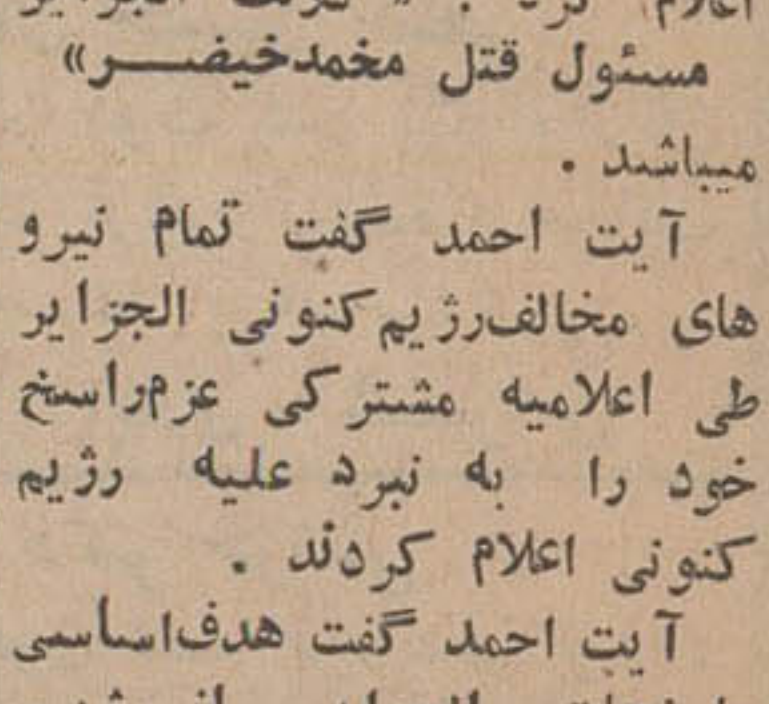 مسئول قتل مخمدخیضــر»
میباشد .
آیت احمد گفت تمام نیرو
های مخالف‌رژیم کنونی الجزایر
طی اعلامیه مشترکی عزم‌راسخ
خود را به نبرد علیه رژیم
کنونی اعلام کردند .
آیت احمد گفت هدف‌اساسی